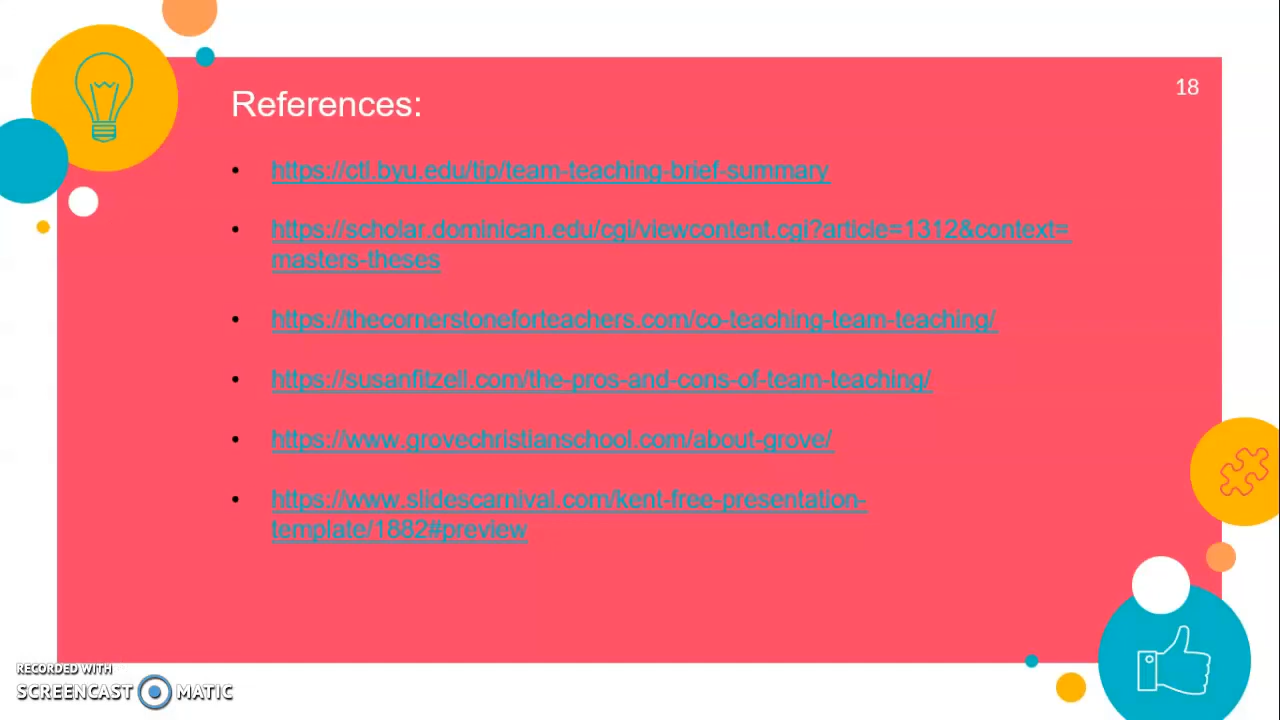 18
References:
• https://ctl.byu.edu/tip/team-teaching-brief-summary
• https://scholar.dominican.edu/cgi/viewcontent.cgi?article=1312&context=
masters-theses
• https://thecornerstoneforteachers.com/co-teaching-team-teaching/
• https://susanfitzell.com/the-pros-and-cons-of-team-teaching/
• https://www.grovechristianschool.com/about-grove/
• https://www.slidescarnival.com/kent-free-presentation-
template/1882#preview
RECORDED WITH
SCREENCAST MATIC